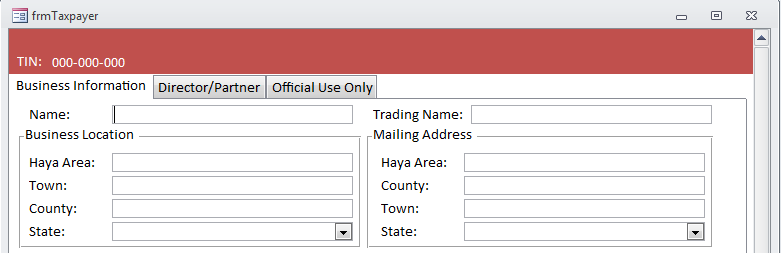 frmTaxpayer
TIN: 000-000-000
Business Information Director/Partner Official Use Only
Name: Trading Name:
Business Location Mailing Address
Haya Area: Haya Area:
Town: County:
County: Town:
State: State: